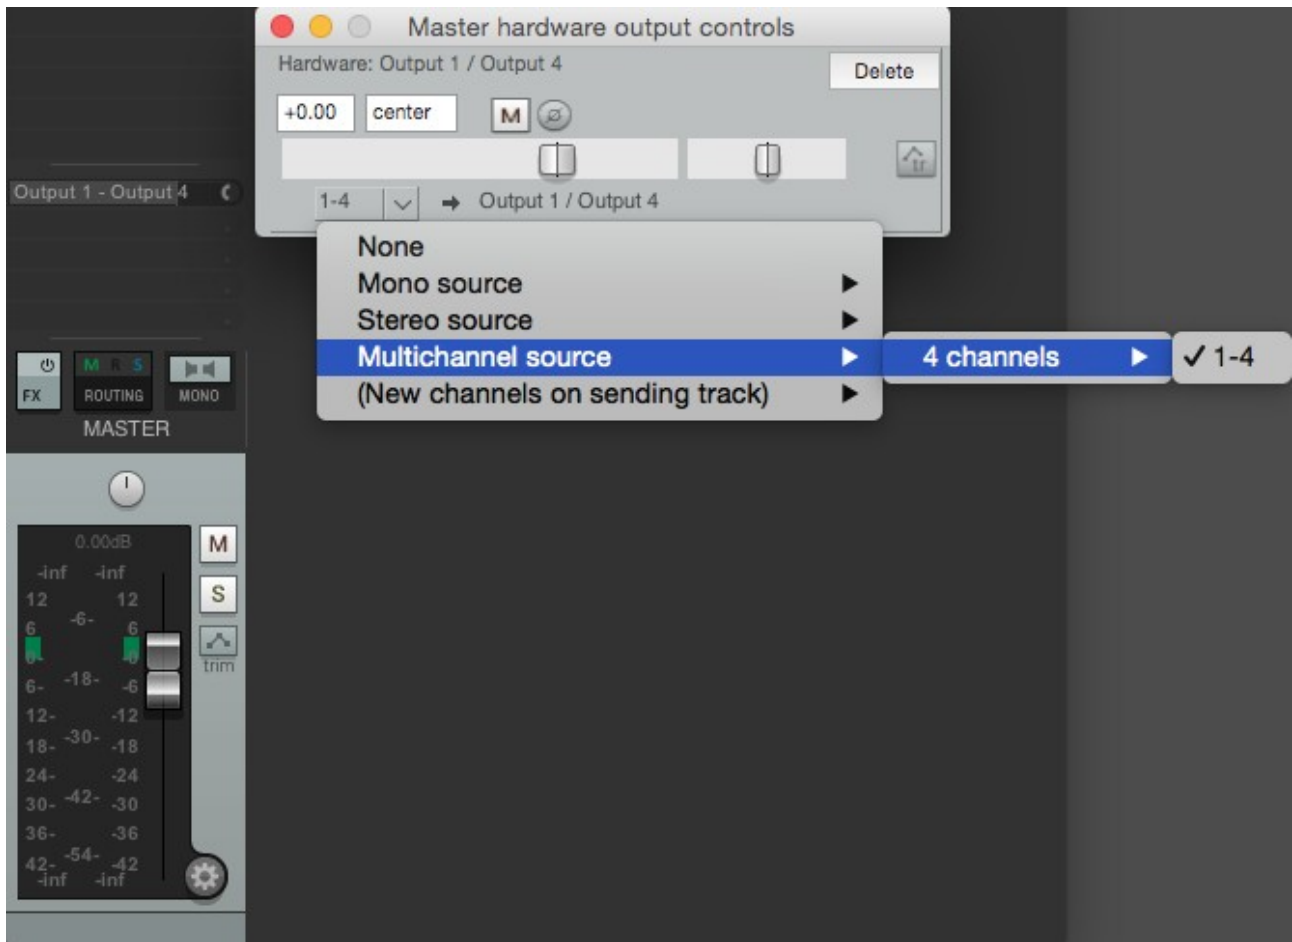 Master hardware output controls
Hardware: Output 1 / Output 4
Delete
+0.00
center
M
ø
tr
1-4
→ Output 1 / Output 4
Output 1 - Output 4
None
Mono source
Stereo source
Multichannel source
4 channels
✓ 1-4
(New channels on sending track)
FX
M R S
ROUTING
MONO
MASTER
0.00dB
M
-inf -inf
12 12
S
-6-
6 6
0- -0
trim
-18-
6- -6
12- -12
-30-
18- -18
24- -24
-42-
30- -30
36- -36
-54-
42- -42
-inf -inf